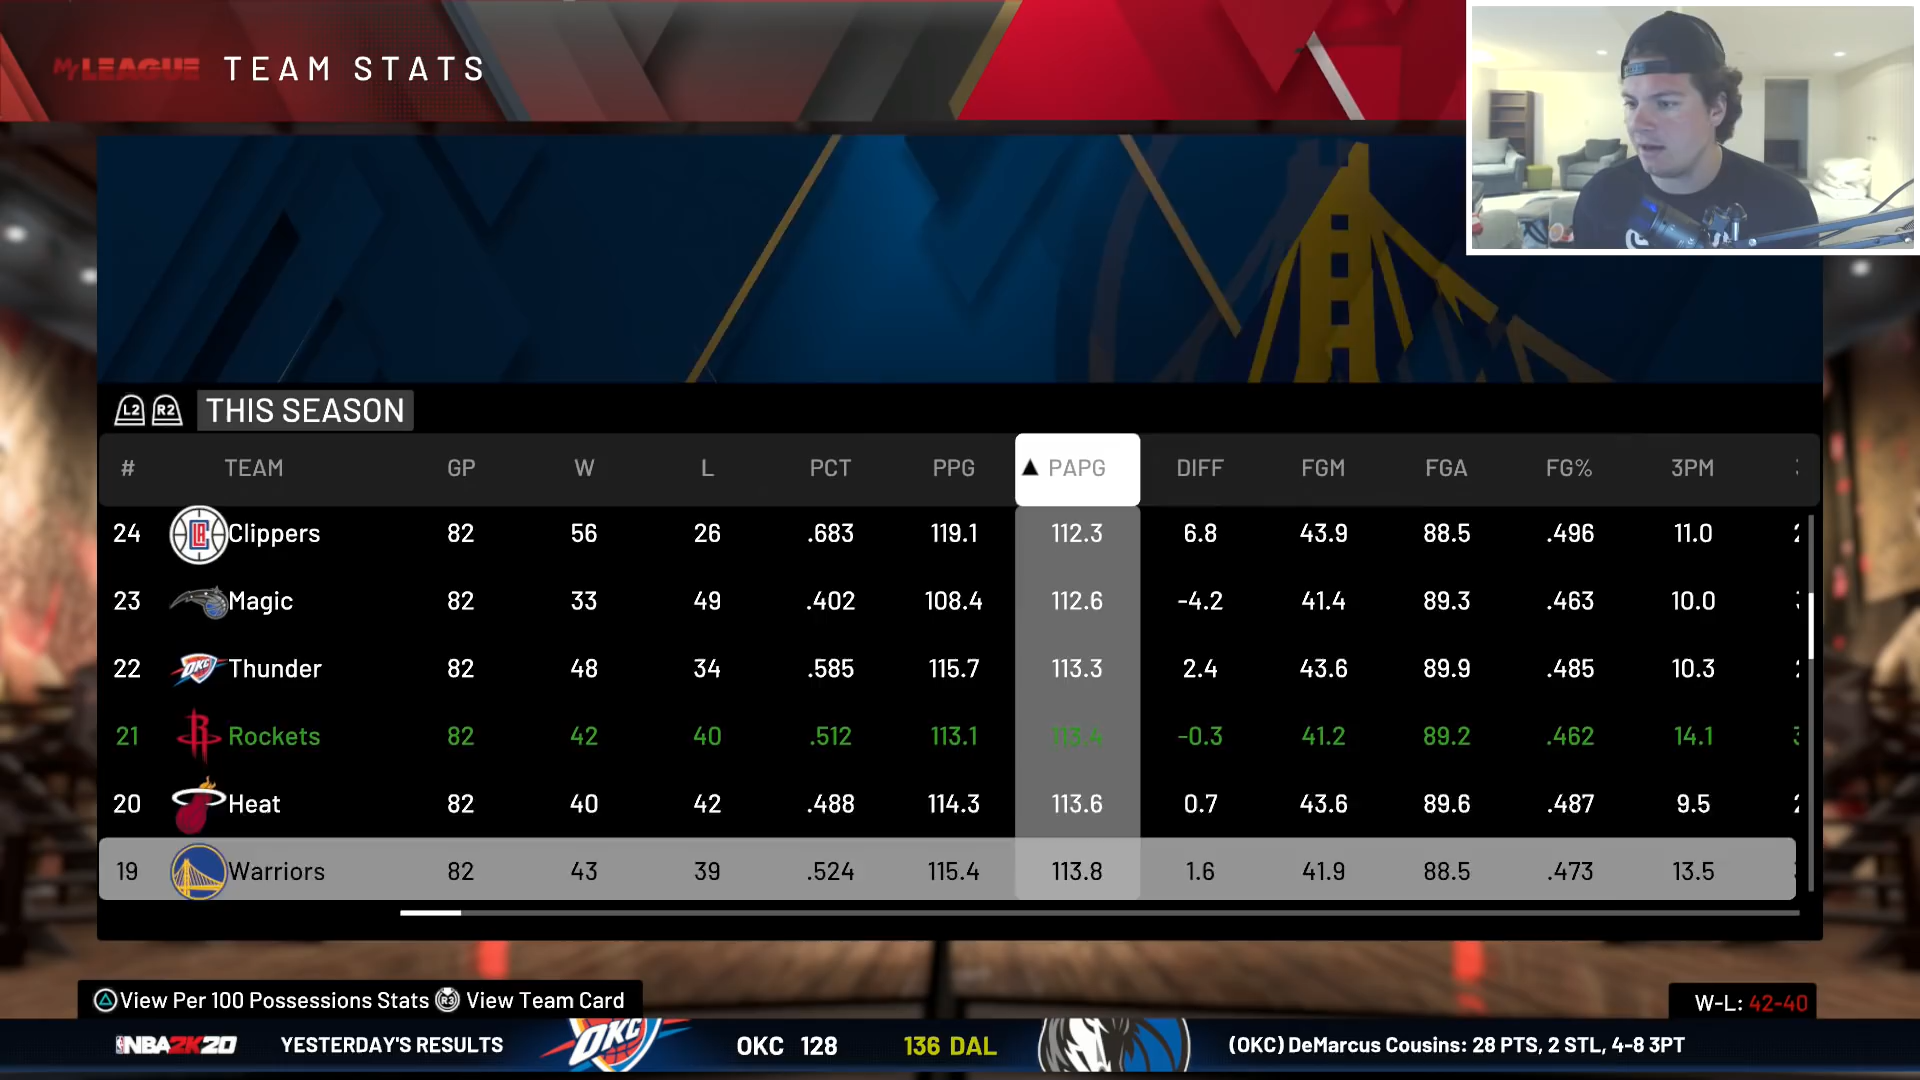 MyLEAGUE TEAM STATS
L2 R2 THIS SEASON
# TEAM GP W L PCT PPG ▲ PAPG DIFF FGM FGA FG% 3PM
24 Clippers 82 56 26 .683 119.1 112.3 6.8 43.9 88.5 .496 11.0
23 Magic 82 33 49 .402 108.4 112.6 -4.2 41.4 89.3 .463 10.0
22 Thunder 82 48 34 .585 115.7 113.3 2.4 43.6 89.9 .485 10.3
21 Rockets 82 42 40 .512 113.1 113.4 -0.3 41.2 89.2 .462 14.1
20 Heat 82 40 42 .488 114.3 113.6 0.7 43.6 89.6 .487 9.5
19 Warriors 82 43 39 .524 115.4 113.8 1.6 41.9 88.5 .473 13.5
View Per 100 Possessions Stats R3 View Team Card
W-L: 42-40
NBA2K20 YESTERDAY'S RESULTS OKC OKC 128 136 DAL (OKC) DeMarcus Cousins: 28 PTS, 2 STL, 4-8 3PT